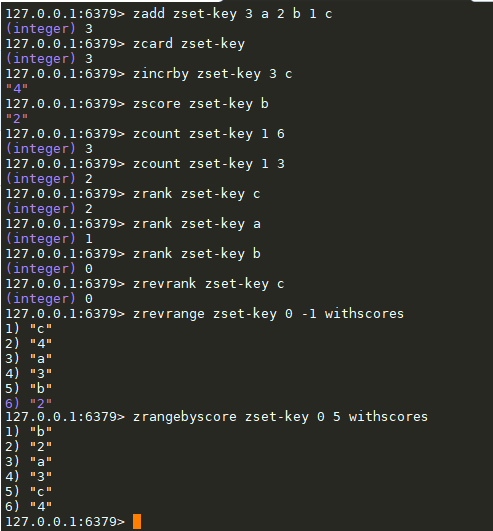 127.0.0.1:6379> zadd zset-key 3 a 2 b 1 c
(integer) 3
127.0.0.1:6379> zcard zset-key
(integer) 3
127.0.0.1:6379> zincrby zset-key 3 c
"4"
127.0.0.1:6379> zscore zset-key b
"2"
127.0.0.1:6379> zcount zset-key 1 6
(integer) 3
127.0.0.1:6379> zcount zset-key 1 3
(integer) 2
127.0.0.1:6379> zrank zset-key c
(integer) 2
127.0.0.1:6379> zrank zset-key a
(integer) 1
127.0.0.1:6379> zrank zset-key b
(integer) 0
127.0.0.1:6379> zrevrank zset-key c
(integer) 0
127.0.0.1:6379> zrevrange zset-key 0 -1 withscores
1) "c"
2) "4"
3) "a"
4) "3"
5) "b"
6) "2"
127.0.0.1:6379> zrangebyscore zset-key 0 5 withscores
1) "b"
2) "2"
3) "a"
4) "3"
5) "c"
6) "4"
127.0.0.1:6379>